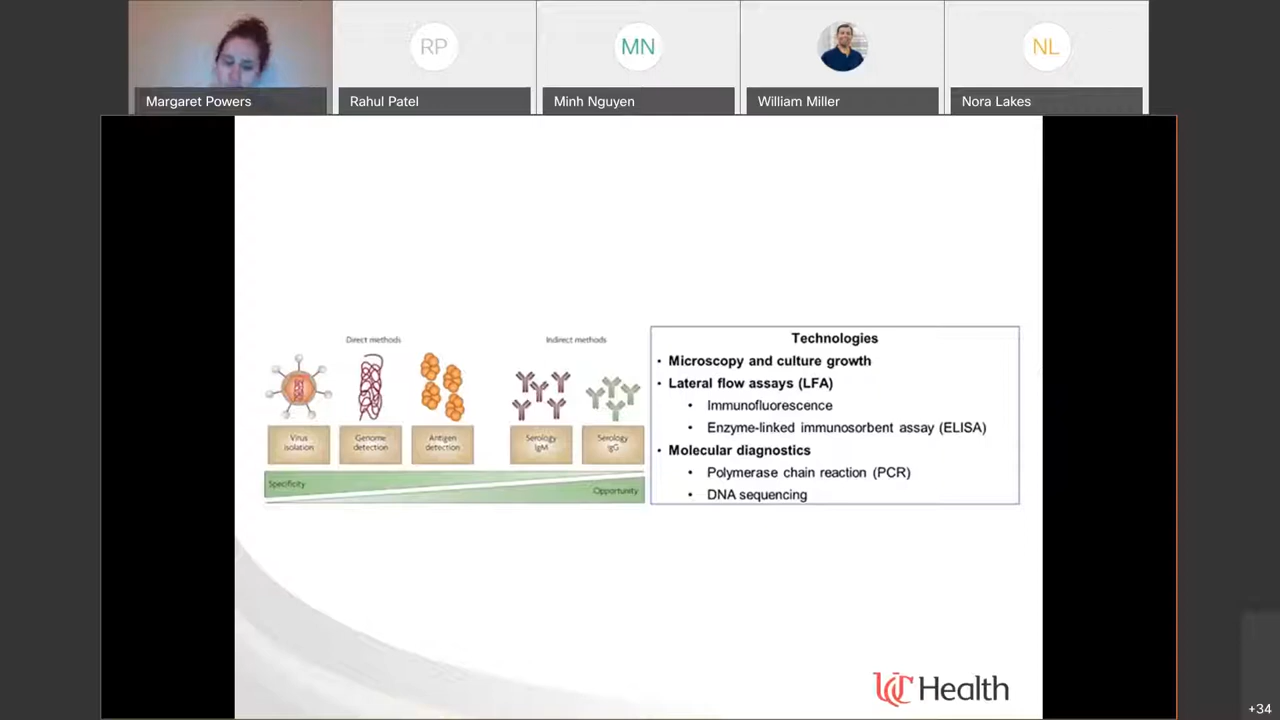 RP
MN
NL
Margaret Powers
Rahul Patel
Minh Nguyen
William Miller
Nora Lakes
Direct methods
Indirect methods
Virus
isolation
Genome
detection
Antigen
detection
Serology
IgM
Serology
IgG
Specificity
Opportunity
Technologies
• Microscopy and culture growth
• Lateral flow assays (LFA)
• Immunofluorescence
• Enzyme-linked immunosorbent assay (ELISA)
• Molecular diagnostics
• Polymerase chain reaction (PCR)
• DNA sequencing
UC Health
+34